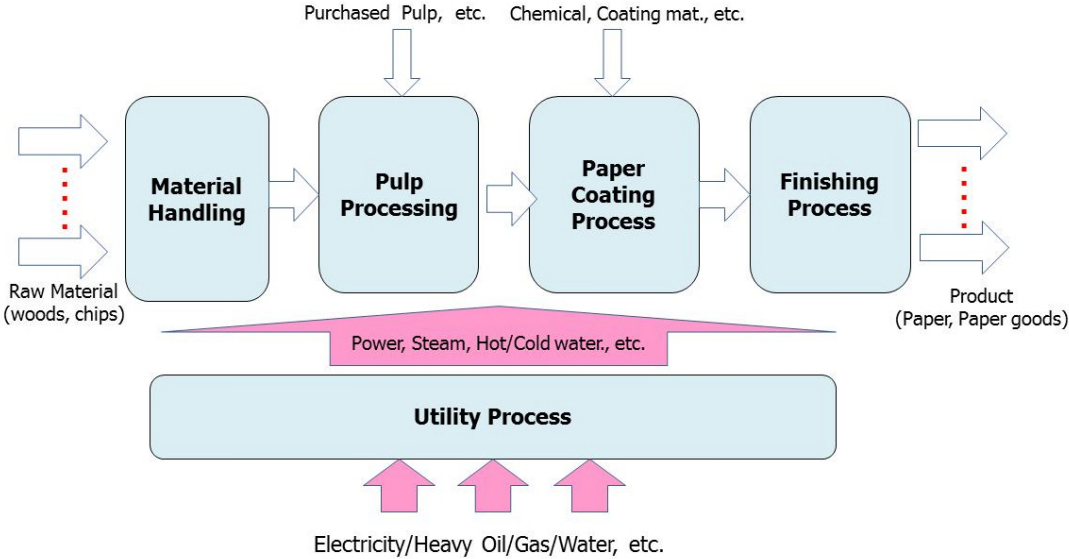 Purchased Pulp, etc.
Chemical, Coating mat., etc.
Material
Handling
Pulp
Processing
Paper
Coating
Process
Finishing
Process
Raw Material
(woods, chips)
Product
(Paper, Paper goods)
Power, Steam, Hot/Cold water., etc.
Utility Process
Electricity/Heavy Oil/Gas/Water, etc.